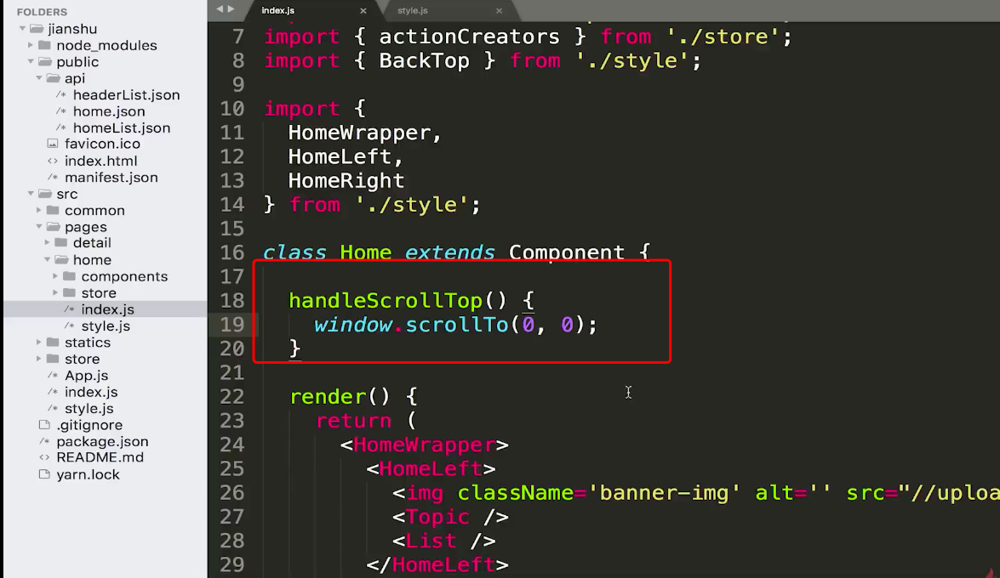 FOLDERS
jianshu
node_modules
public
api
headerList.json
home.json
homeList.json
favicon.ico
index.html
manifest.json
src
common
pages
detail
home
components
store
index.js
style.js
statics
store
App.js
index.js
style.js
.gitignore
package.json
README.md
yarn.lock
index.js × style.js ×
7 import { actionCreators } from './store';
8 import { BackTop } from './style';
9
10 import {
11 HomeWrapper,
12 HomeLeft,
13 HomeRight
14 } from './style';
15
16 class Home extends Component {
17
18 handleScrollTop() {
19 window.scrollTo(0, 0);
20 }
21
22 render() {
23 return (
24 <HomeWrapper>
25 <HomeLeft>
26 <img className='banner-img' alt='' src="//uploa
27 <Topic />
28 <List />
29 </HomeLeft>